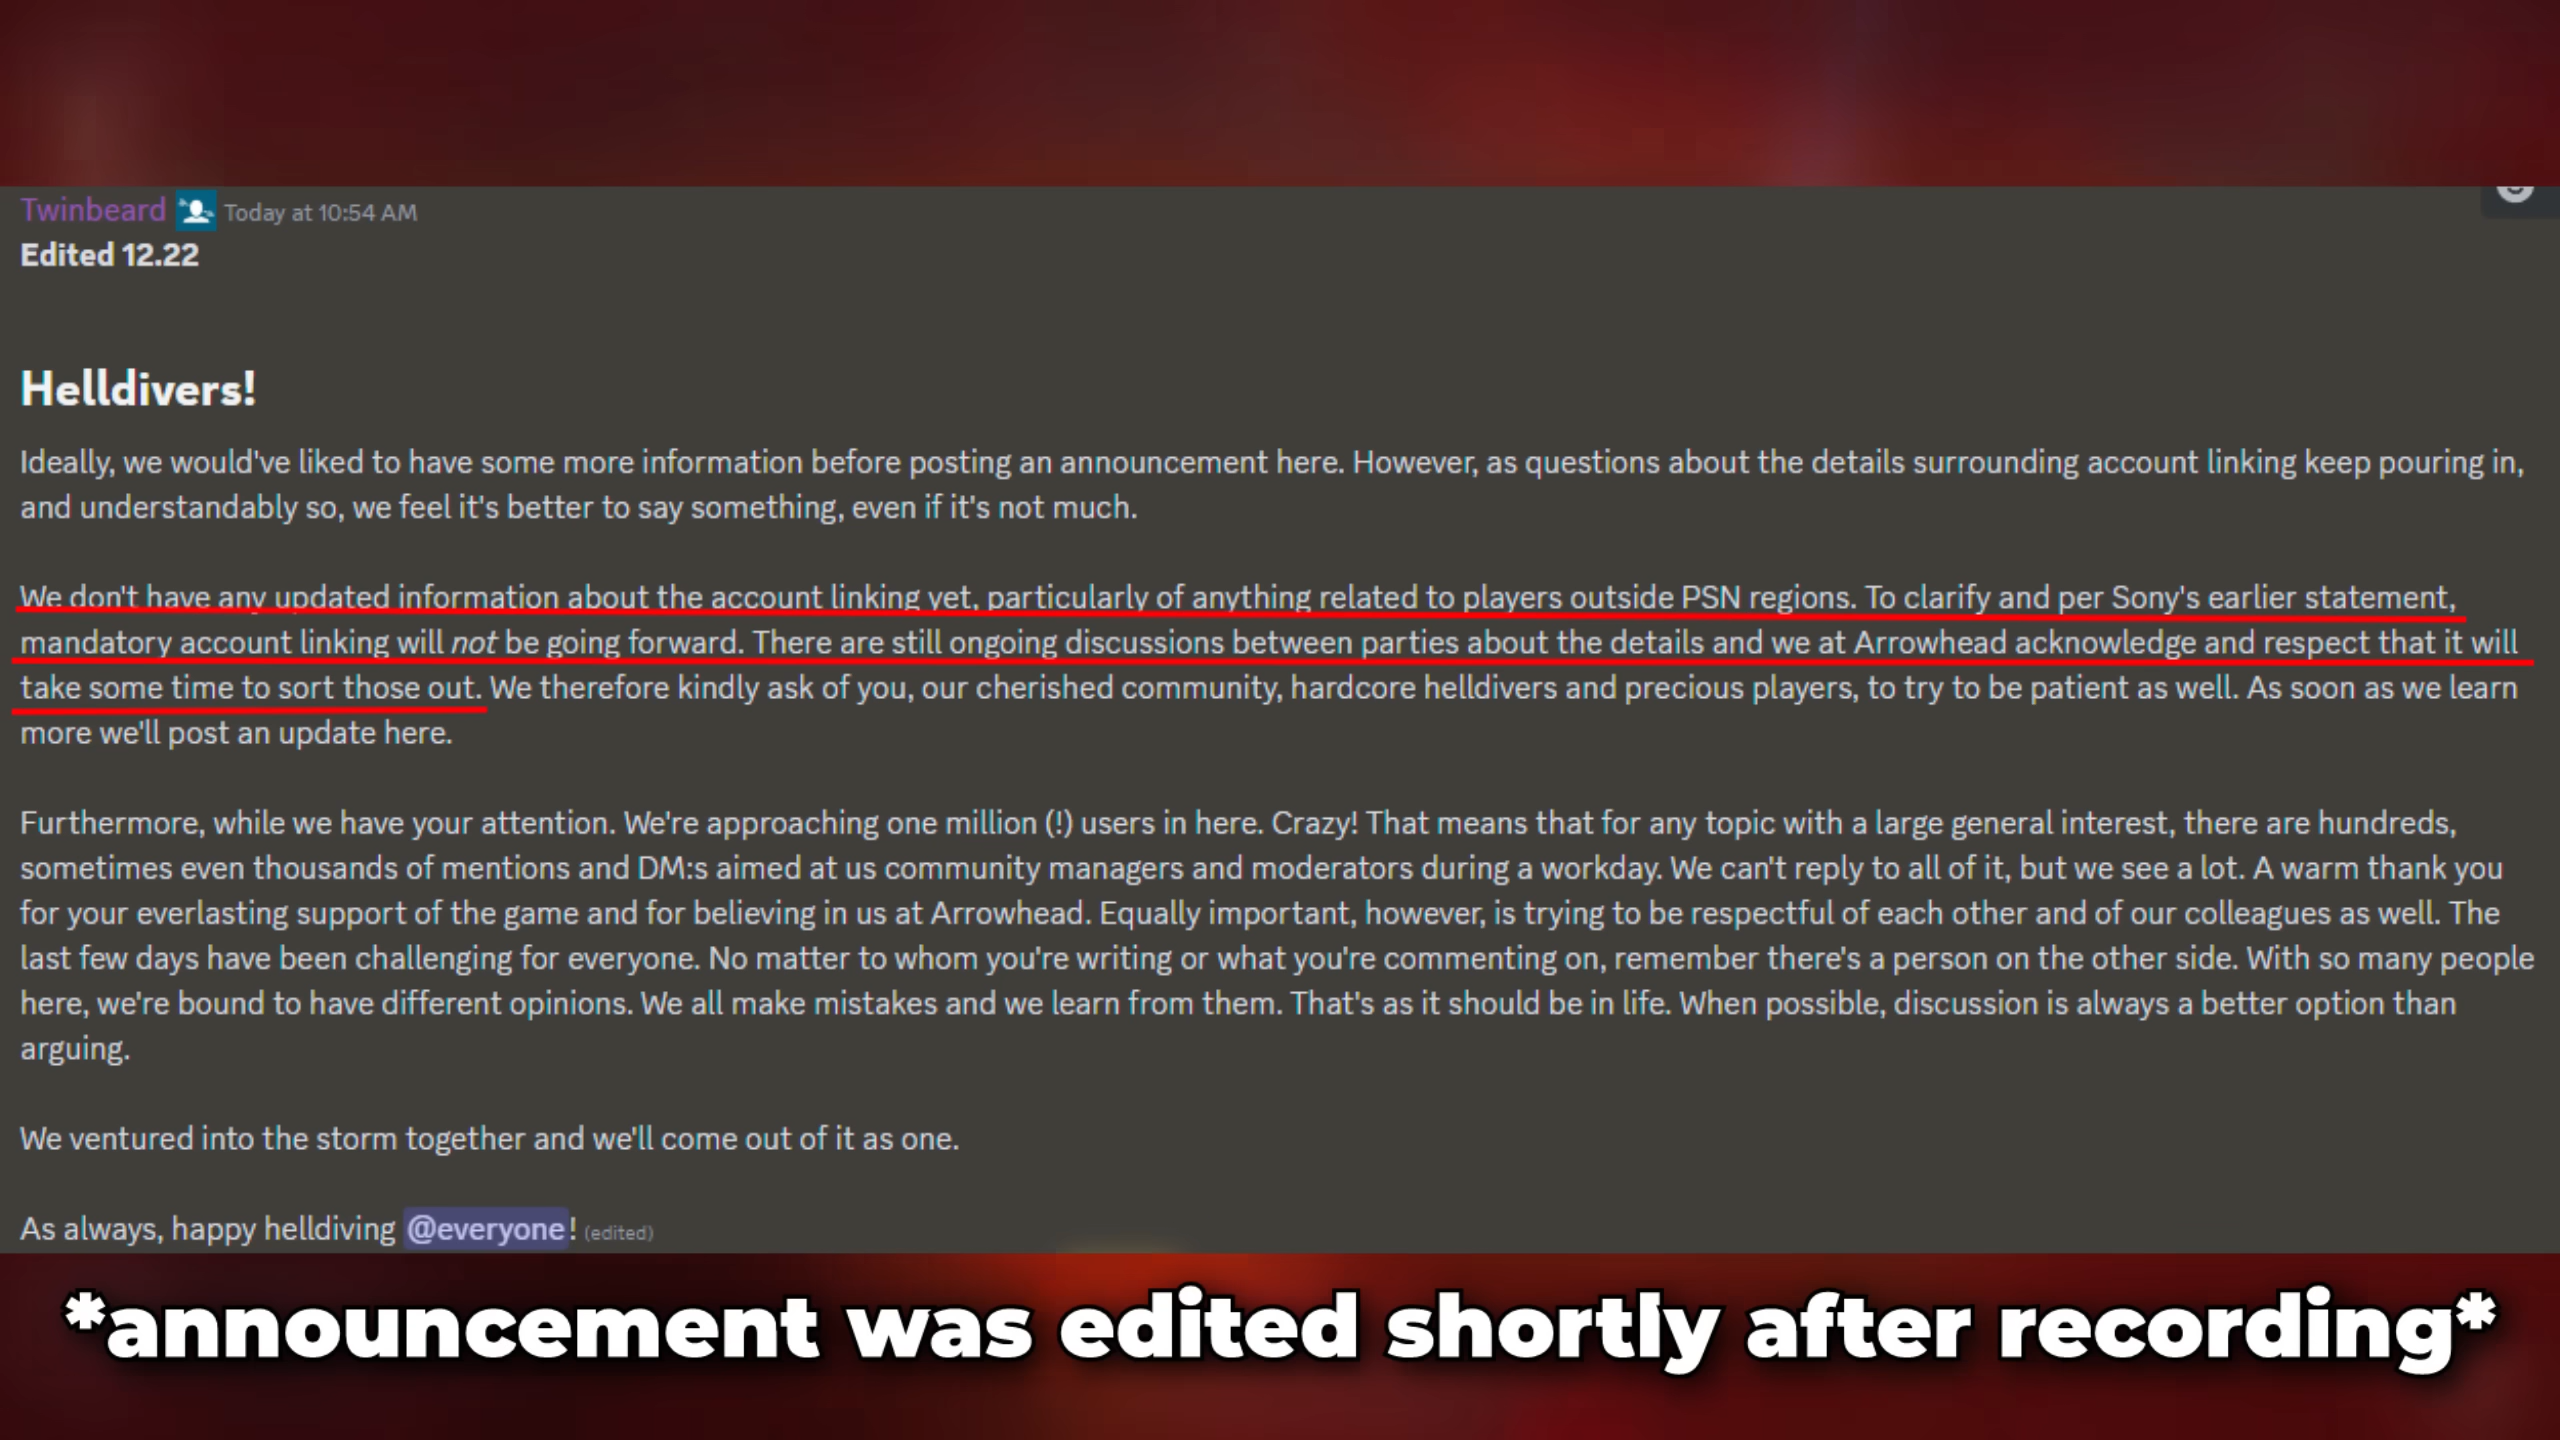 Twinbeard Today at 10:54 AM
Edited 12.22
Helldivers!
Ideally, we would've liked to have some more information before posting an announcement here. However, as questions about the details surrounding account linking keep pouring in,
and understandably so, we feel it's better to say something, even if it's not much.
We don't have any updated information about the account linking yet, particularly of anything related to players outside PSN regions. To clarify and per Sony's earlier statement,
mandatory account linking will not be going forward. There are still ongoing discussions between parties about the details and we at Arrowhead acknowledge and respect that it will
take some time to sort those out. We therefore kindly ask of you, our cherished community, hardcore helldivers and precious players, to try to be patient as well. As soon as we learn
more we'll post an update here.
Furthermore, while we have your attention. We're approaching one million (!) users in here. Crazy! That means that for any topic with a large general interest, there are hundreds,
sometimes even thousands of mentions and DM:s aimed at us community managers and moderators during a workday. We can't reply to all of it, but we see a lot. A warm thank you
for your everlasting support of the game and for believing in us at Arrowhead. Equally important, however, is trying to be respectful of each other and of our colleagues as well. The
last few days have been challenging for everyone. No matter to whom you're writing or what you're commenting on, remember there's a person on the other side. With so many people
here, we're bound to have different opinions. We all make mistakes and we learn from them. That's as it should be in life. When possible, discussion is always a better option than
arguing.
We ventured into the storm together and we'll come out of it as one.
As always, happy helldiving @everyone! (edited)
*announcement was edited shortly after recording*